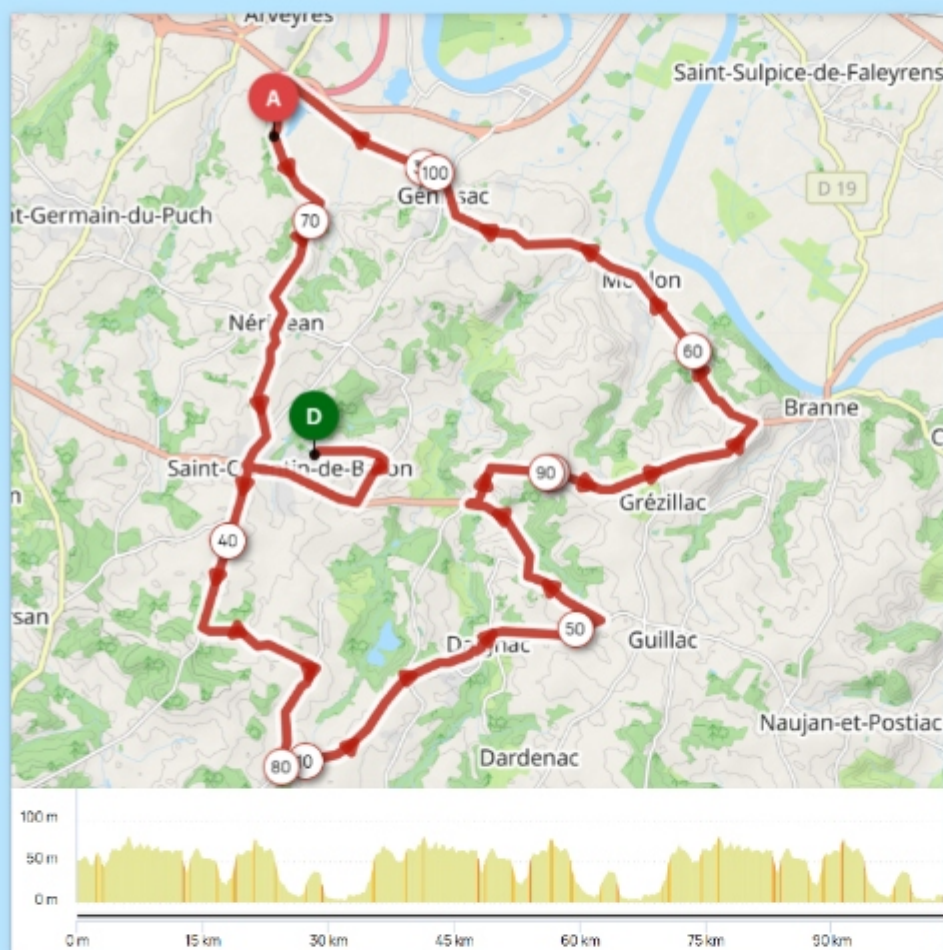 Arveyres
Saint-Sulpice-de-Faleyrens
A
100
D 19
nt-Germain-du-Puch
70
60
D
Branne
90
Grézillac
40
50
Guillac
Naujan-et-Postiac
Dardenac
80
100 m
50 m
0 m
0 m 15 km 30 km 45 km 60 km 75 km 90 km